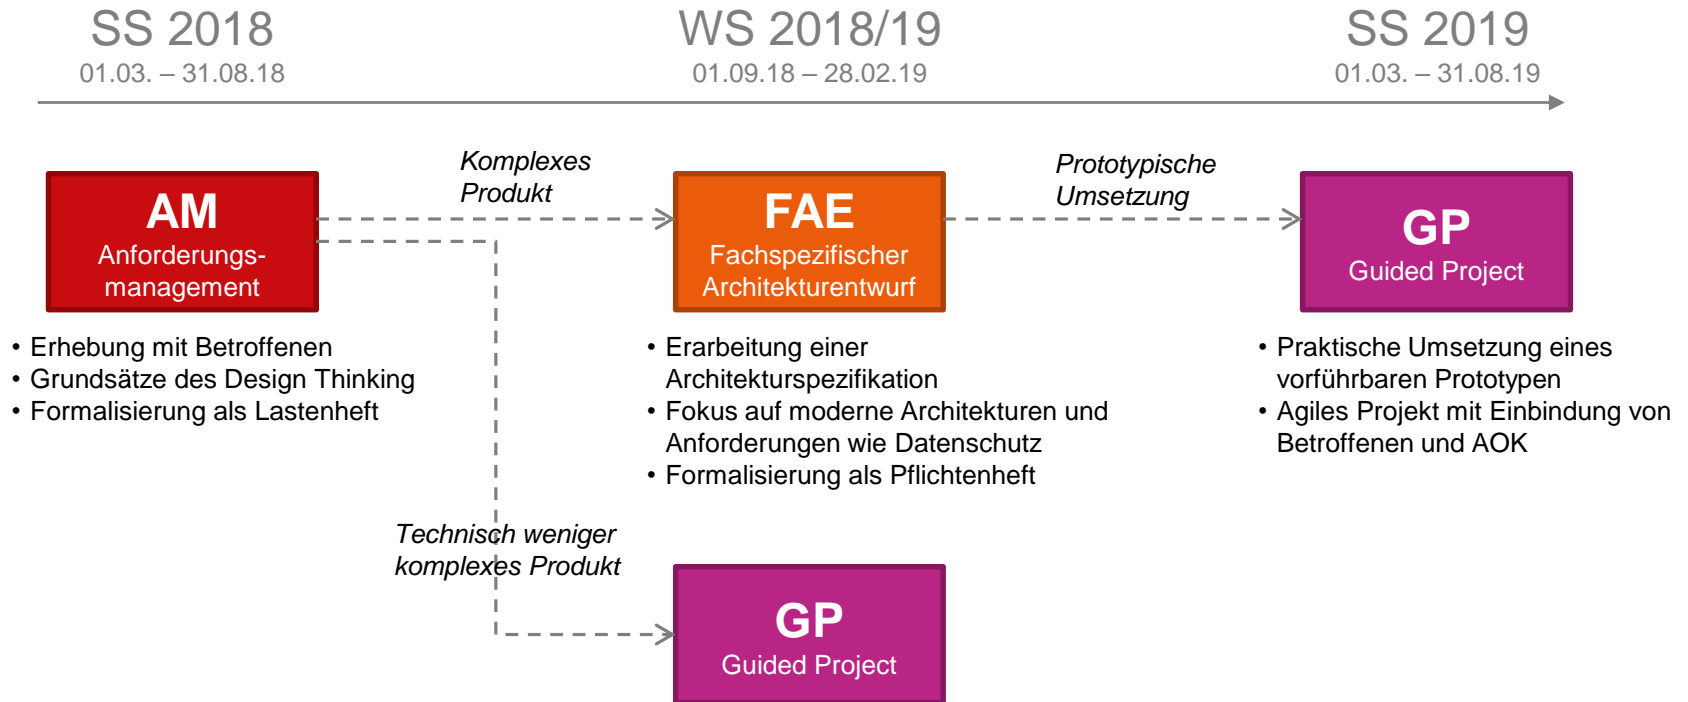 SS 2018
01.03. – 31.08.18
WS 2018/19
01.09.18 – 28.02.19
SS 2019
01.03. – 31.08.19
AM
Anforderungs-
management
Komplexes
Produkt
FAE
Fachspezifischer
Architekturentwurf
Prototypische
Umsetzung
GP
Guided Project
• Erhebung mit Betroffenen
• Grundsätze des Design Thinking
• Formalisierung als Lastenheft
• Erarbeitung einer
Architekturspezifikation
• Fokus auf moderne Architekturen und
Anforderungen wie Datenschutz
• Formalisierung als Pflichtenheft
• Praktische Umsetzung eines
vorführbaren Prototypen
• Agiles Projekt mit Einbindung von
Betroffenen und AOK
Technisch weniger
komplexes Produkt
GP
Guided Project